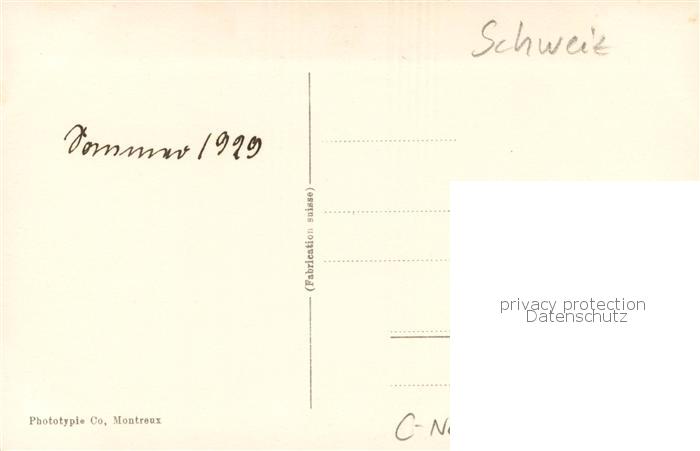 Schweiz
Sommer 1929
(Fabrication suisse)
privacy protection
Datenschutz
Phototypie Co, Montreux